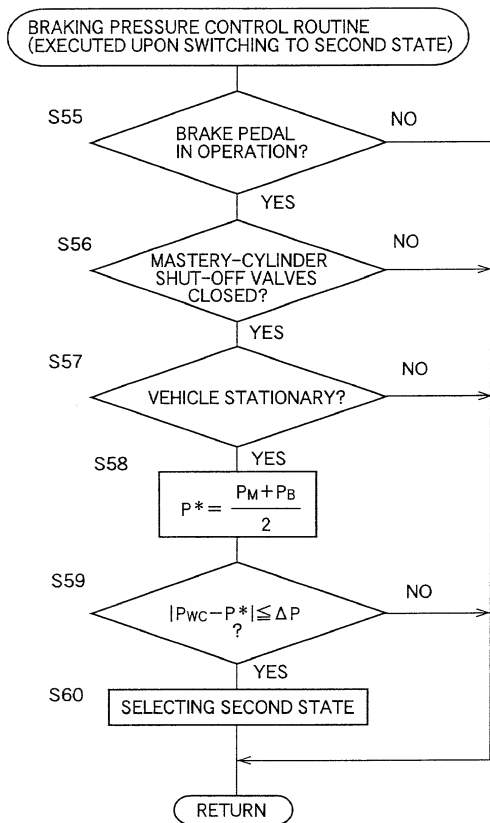 BRAKING PRESSURE CONTROL ROUTINE
(EXECUTED UPON SWITCHING TO SECOND STATE)
S55
BRAKE PEDAL
IN OPERATION?
NO
YES
S56
MASTERY-CYLINDER
SHUT-OFF VALVES
CLOSED?
NO
YES
S57
VEHICLE STATIONARY?
NO
YES
S58
P* = PM+PB
2
S59
|PWC-P*|≦ΔP
?
NO
YES
S60
SELECTING SECOND STATE
RETURN